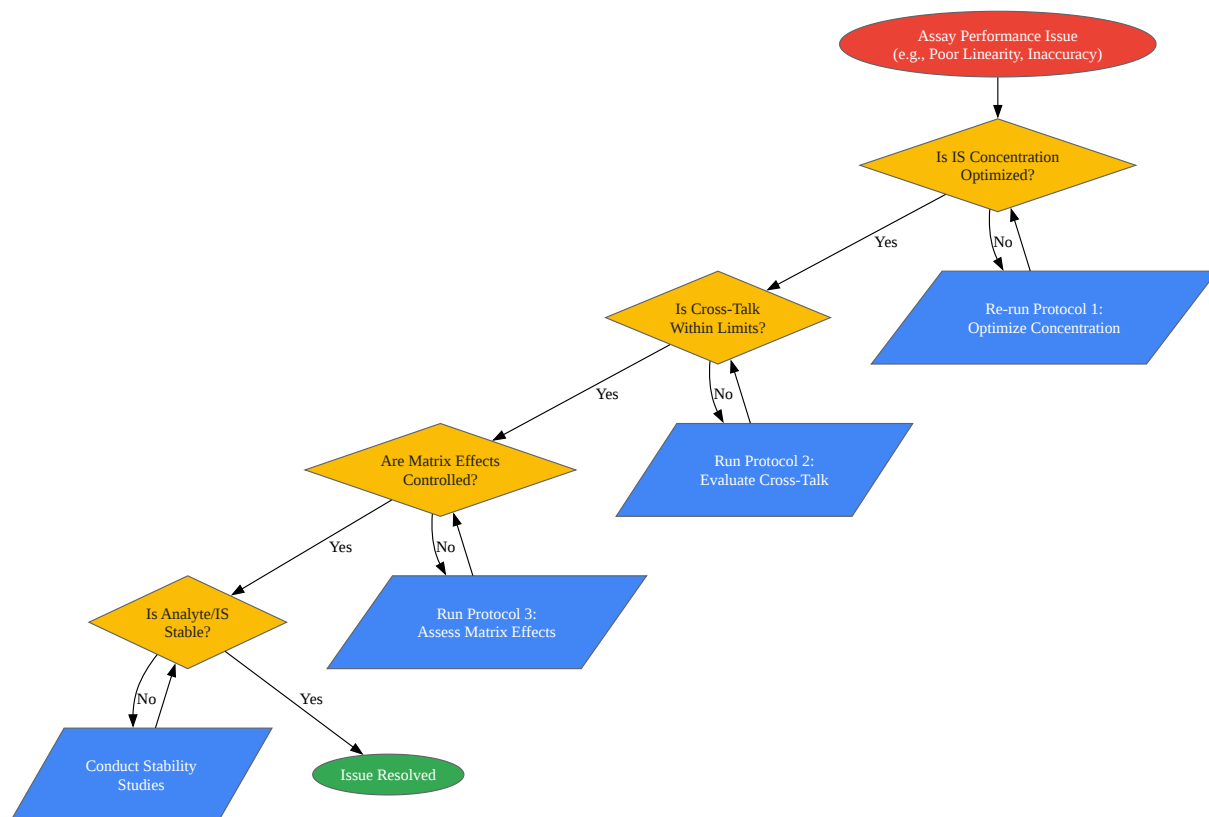 Assay Performance Issue
(e.g., Poor Linearity, Inaccuracy)
Is IS Concentration
Optimized?
Yes
No
Is Cross-Talk
Within Limits?
Re-run Protocol 1:
Optimize Concentration
Yes
No
Are Matrix Effects
Controlled?
Run Protocol 2:
Evaluate Cross-Talk
Yes
No
Is Analyte/IS
Stable?
Run Protocol 3:
Assess Matrix Effects
No
Yes
Conduct Stability
Studies
Issue Resolved